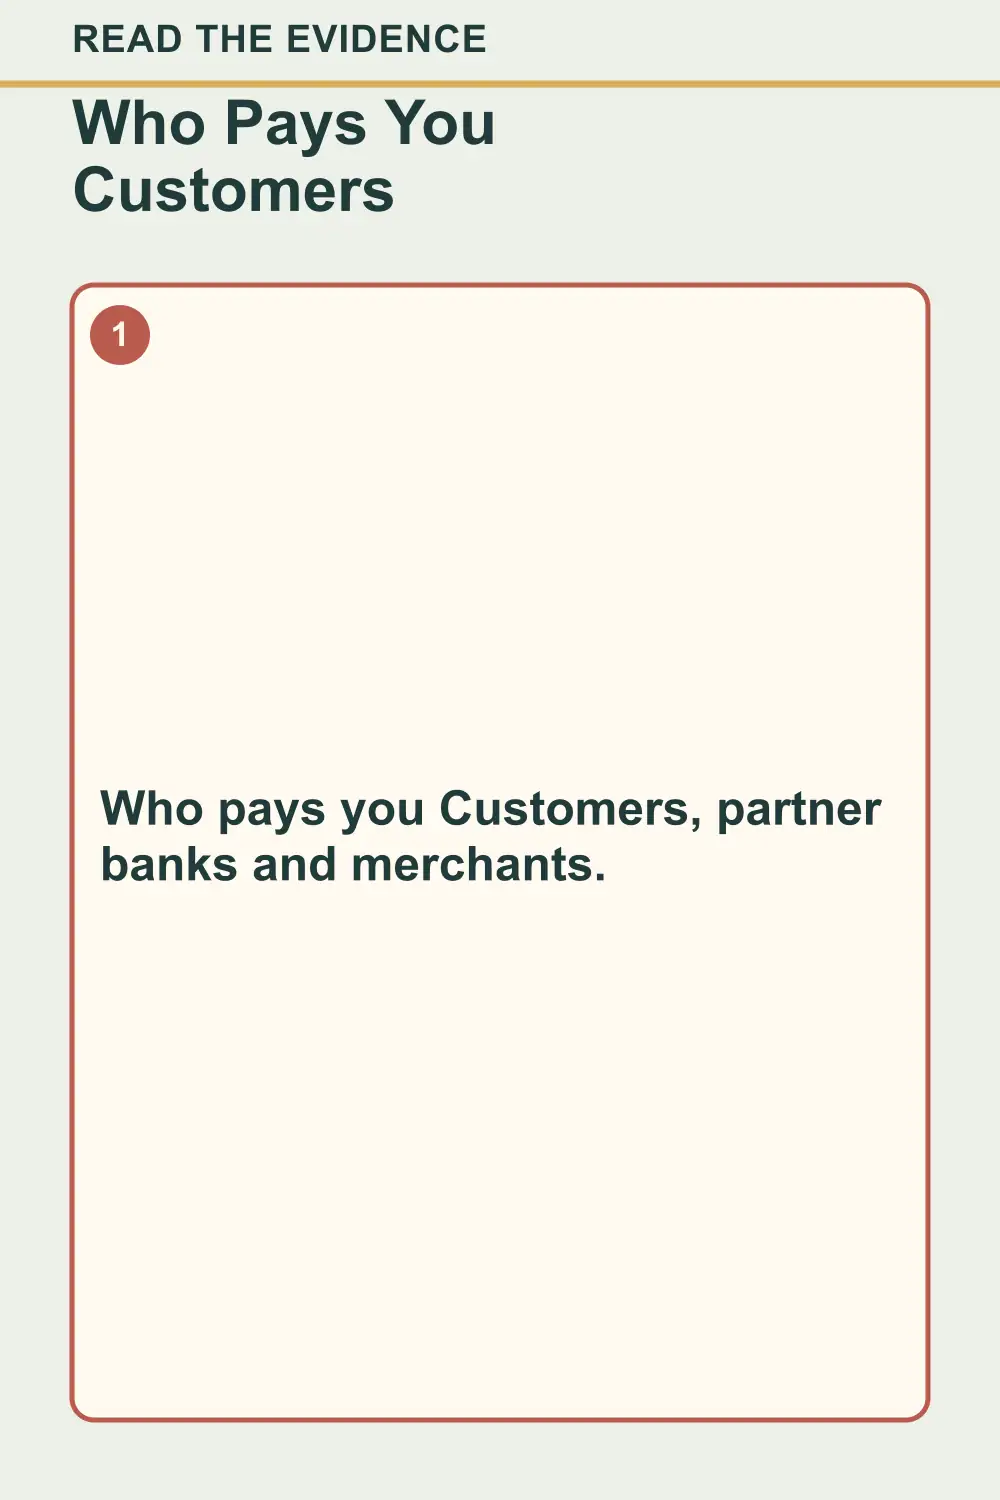 READ THE EVIDENCE
Who Pays You
Customers
1
Who pays you Customers, partner
banks and merchants.